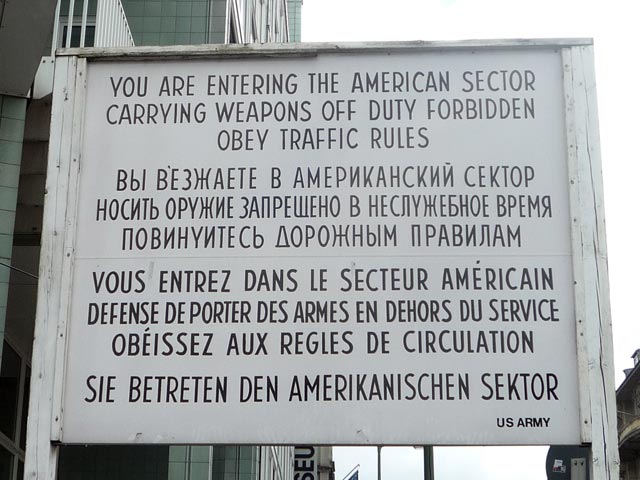 YOU ARE ENTERING THE AMERICAN SECTOR
CARRYING WEAPONS OFF DUTY FORBIDDEN
OBEY TRAFFIC RULES
ВЫ ВЪЕЗЖАЕТЕ В АМЕРИКАНСКИЙ СЕКТОР
НОСИТЬ ОРУЖИЕ ЗАПРЕЩЕНО В НЕСЛУЖЕБНОЕ ВРЕМЯ
ПОВИНУИТЕСЬ ДОРОЖНЫМ ПРАВИЛАМ
VOUS ENTREZ DANS LE SECTEUR AMÉRICAIN
DEFENSE DE PORTER DES ARMES EN DEHORS DU SERVICE
OBÉISSEZ AUX REGLES DE CIRCULATION
SIE BETRETEN DEN AMERIKANISCHEN SEKTOR
US ARMY